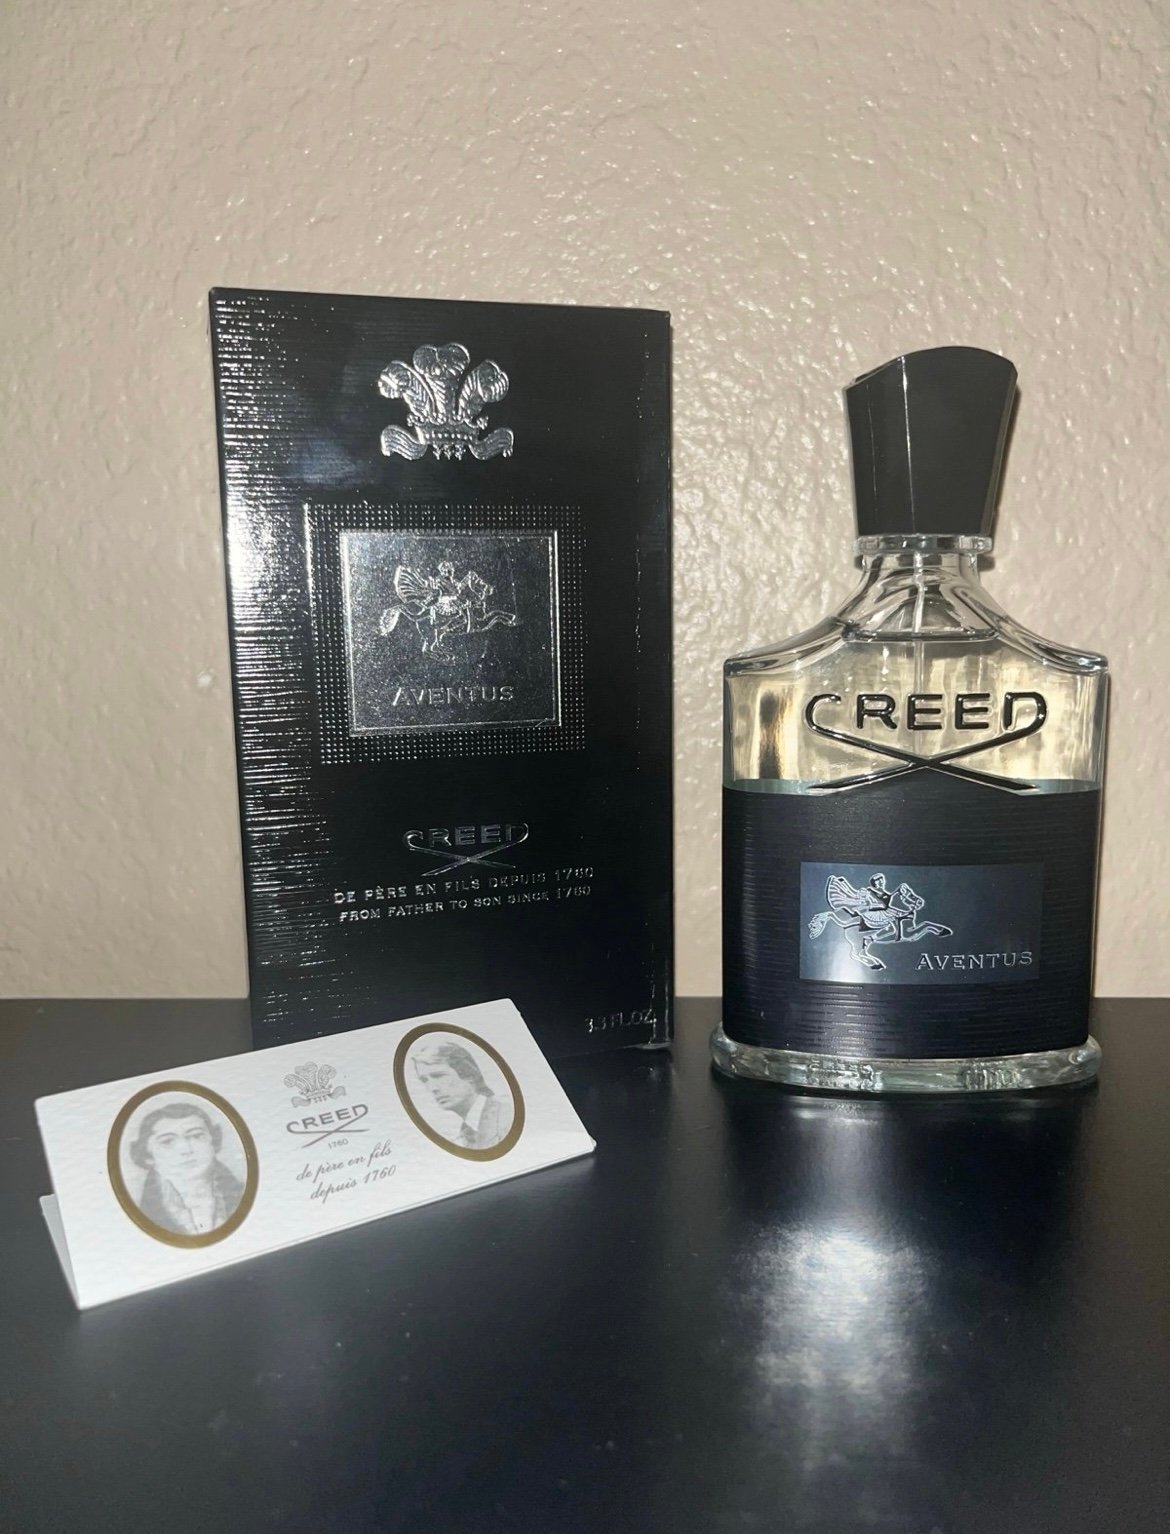 AVENTUS
CREED
DE PÈRE EN FILS DEPUIS 1760
FROM FATHER TO SON SINCE 1760
3.3 FL.OZ.
CREED
AVENTUS
CREED
1760
de père en fils
depuis 1760